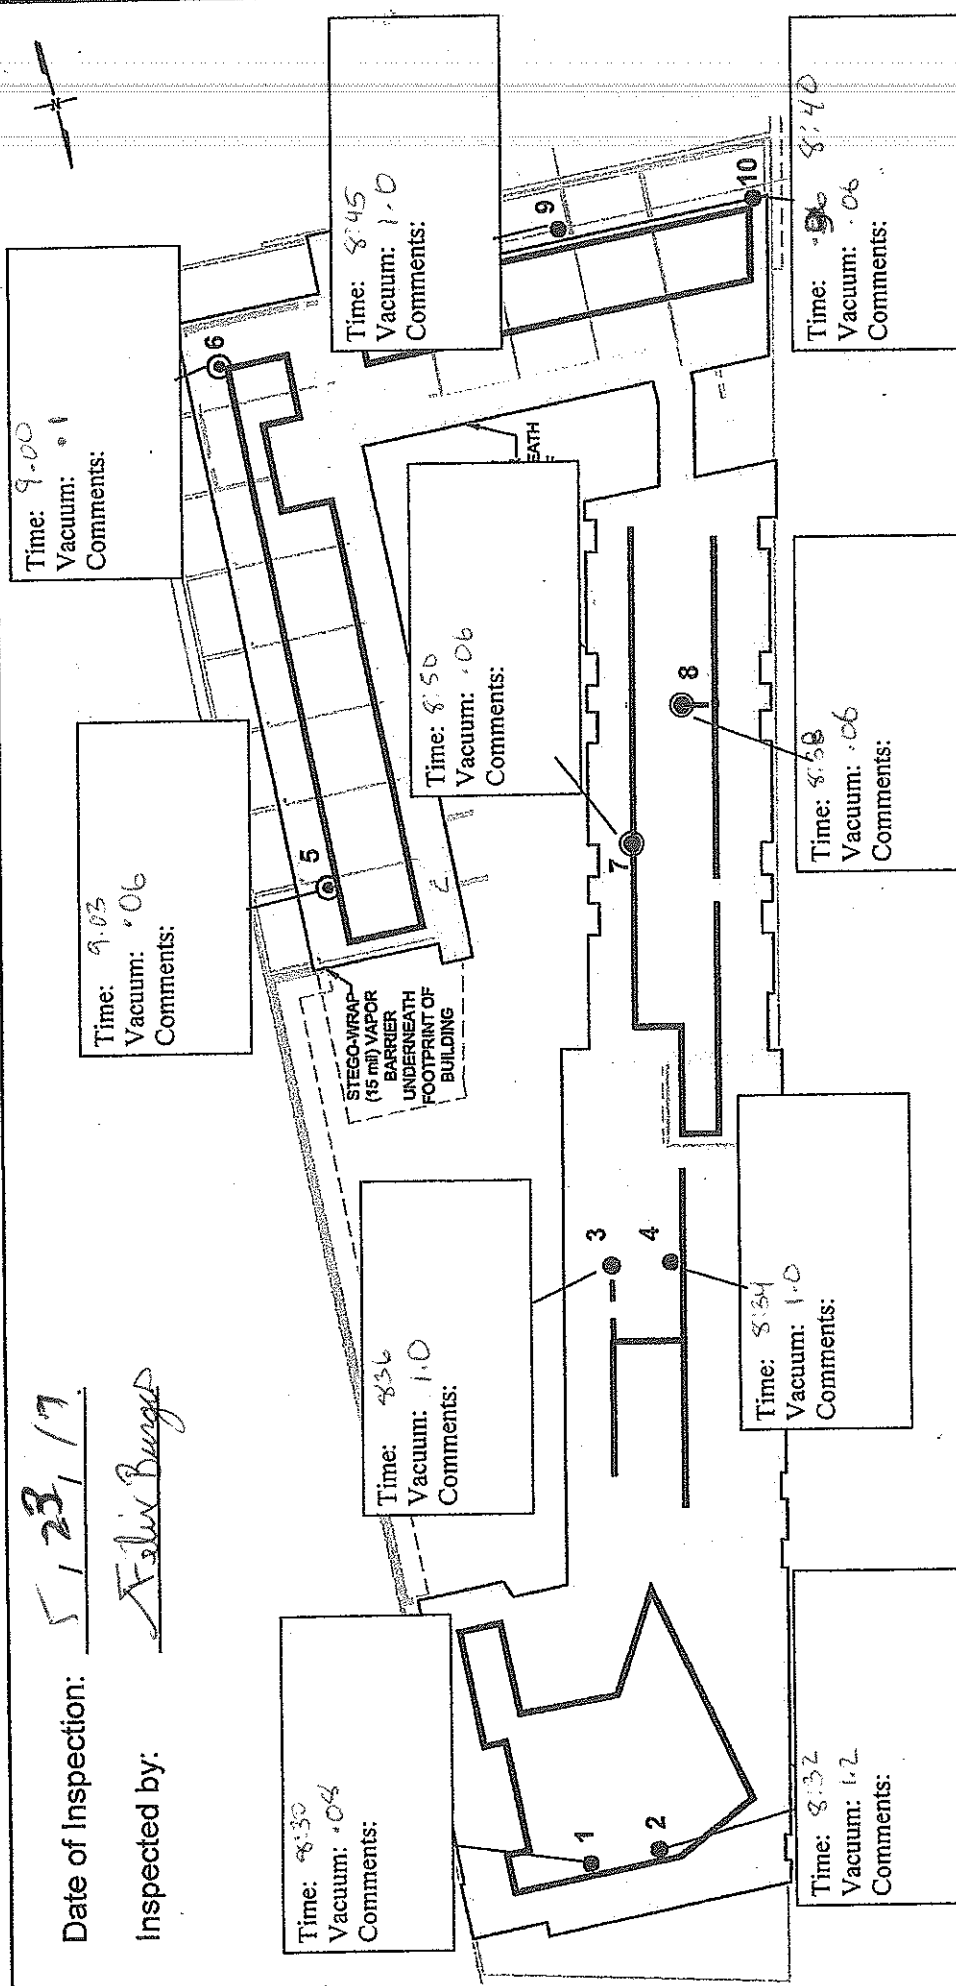 Date of Inspection: 5 / 23 / 17
Inspected by: Felix Burgos
Time: 8:30
Vacuum: .08
Comments:
1
2
Time: 8:32
Vacuum: 1.2
Comments:
Time: 836
Vacuum: 1.0
Comments:
3
4
Time: 8:34
Vacuum: 1.0
Comments:
Time: 9.03
Vacuum: .06
Comments:
5
STEGO-WRAP
(15 mil) VAPOR
BARRIER
UNDERNEATH
FOOTPRINT OF
BUILDING
Time: 9.00
Vacuum: .1
Comments:
6
Time: 8:50
Vacuum: .06
Comments:
7
8
Time: 8:58
Vacuum: .06
Comments:
EATH
Time: 8:45
Vacuum: 1.0
Comments:
9
10
Time: 8:40
Vacuum: .06
Comments: